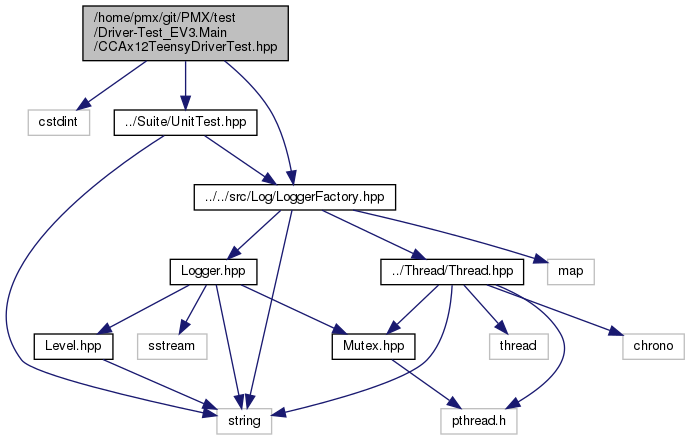 /home/pmx/git/PMX/test
/Driver-Test_EV3.Main
/CCAx12TeensyDriverTest.hpp
cstdint
../Suite/UnitTest.hpp
../../src/Log/LoggerFactory.hpp
Logger.hpp
../Thread/Thread.hpp
map
Level.hpp
sstream
Mutex.hpp
thread
chrono
string
pthread.h